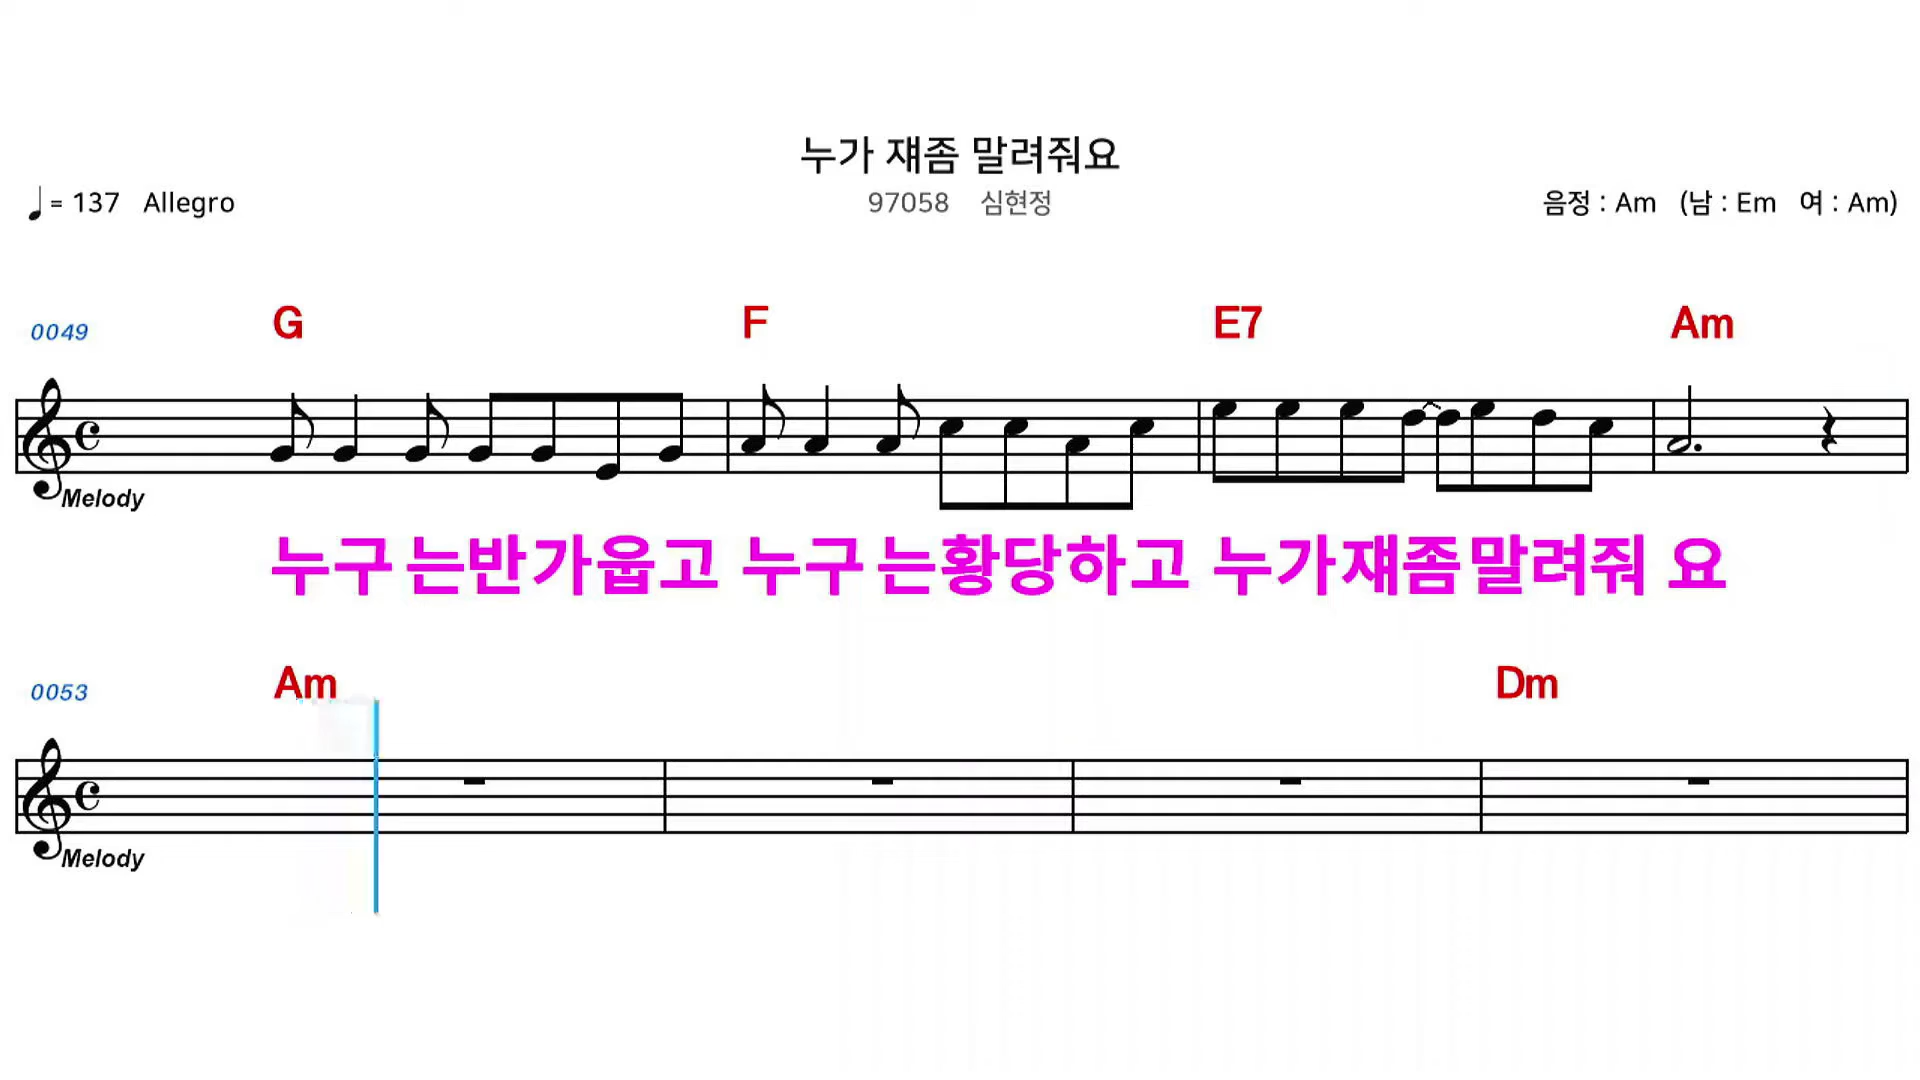 누가 쟤좀 말려줘요
♩= 137 Allegro 97058 심현정 음정 : Am (남 : Em 여 : Am)
0049 G F E7 Am
Melody
누구는반가웁고 누구는황당하고 누가쟤좀말려줘 요
0053 Am Dm
Melody